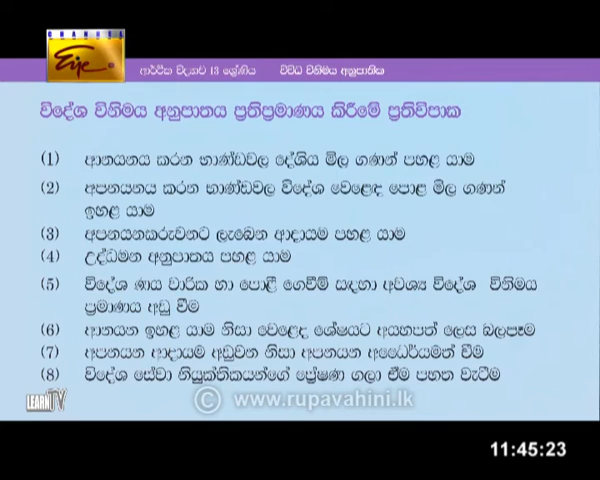 CHANNEL
Eye
ආර්ථික විද්‍යාව 13 ශ්‍රේණිය විවිධ විනිමය අනුපාතික
විදේශ විනිමය අනුපාතය ප්‍රතිප්‍රමාණය කිරීමේ ප්‍රතිවිපාක
(1) ආනයනය කරන භාණ්ඩවල දේශිය මිල ගණන් පහළ යාම
(2) අපනයනය කරන භාණ්ඩවල විදේශ වෙළෙඳ පොළ මිල ගණන්
ඉහළ යාම
(3) අපනයනකරුවනට ලැබෙන ආදායම පහළ යාම
(4) උද්ධමන අනුපාතය පහළ යාම
(5) විදේශ ණය වාරික හා පොළී ගෙවීම් සඳහා අවශ්‍ය විදේශ විනිමය
ප්‍රමාණය අඩු වීම
(6) ආනයන ඉහළ යාම නිසා වෙළෙඳ ශේෂයට අයහපත් ලෙස බලපෑම
(7) අපනයන ආදායම අඩුවන නිසා අපනයන අධෛර්යමත් වීම
(8) විදේශ සේවා නියුක්තිකයන්ගේ ප්‍රේෂණ ගලා ඒම පහත වැටීම
LEARN TV
© www.rupavahini.lk
11:45:23